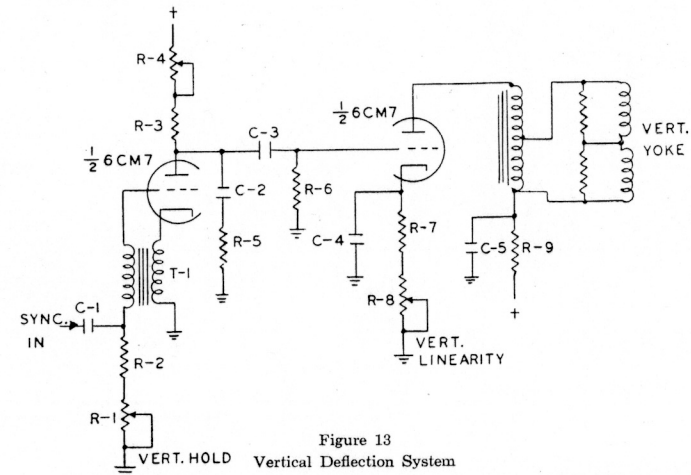 +
R-4
R-3
½ 6CM7
C-3
C-2
R-5
T-1
C-1
SYNC.
IN
R-2
R-1
VERT. HOLD
R-6
½ 6CM7
C-4
R-7
R-8
VERT.
LINEARITY
C-5
R-9
+
VERT.
YOKE
Figure 13
Vertical Deflection System